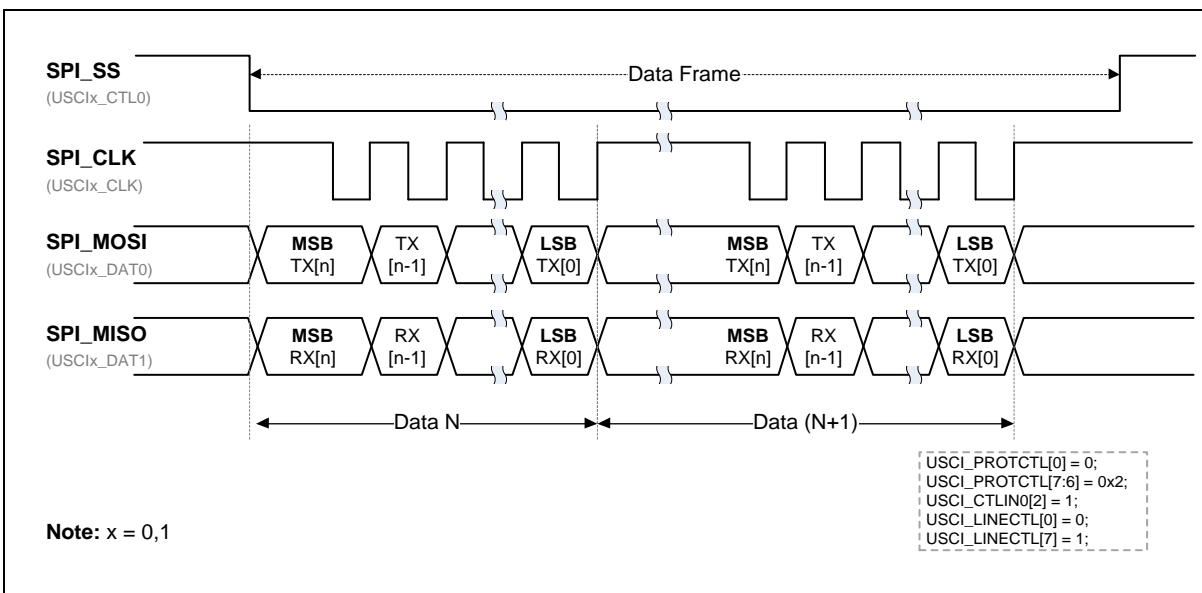 SPI_SS
(USCIx_CTL0)
Data Frame
SPI_CLK
(USCIx_CLK)
SPI_MOSI
(USCIx_DAT0)
MSB TX LSB MSB TX LSB
TX[n] [n-1] TX[0] TX[n] [n-1] TX[0]
SPI_MISO
(USCIx_DAT1)
MSB RX LSB MSB RX LSB
RX[n] [n-1] RX[0] RX[n] [n-1] RX[0]
Data N Data (N+1)
USCI_PROTCTL[0] = 0;
USCI_PROTCTL[7:6] = 0x2;
USCI_CTLIN0[2] = 1;
USCI_LINECTL[0] = 0;
USCI_LINECTL[7] = 1;
Note: x = 0,1